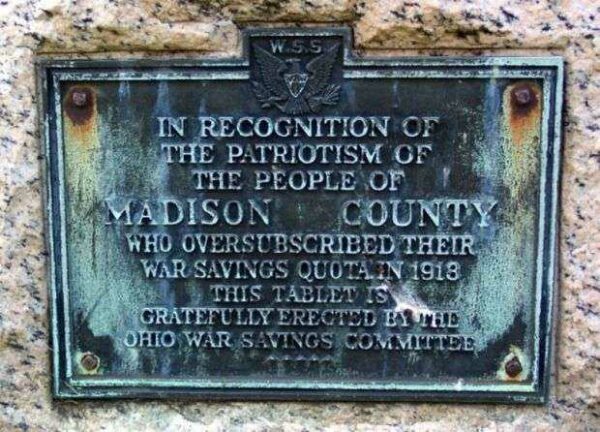 W.S.S
IN RECOGNITION OF
THE PATRIOTISM OF
THE PEOPLE OF
MADISON COUNTY
WHO OVERSUBSCRIBED THEIR
WAR SAVINGS QUOTA IN 1918
THIS TABLET IS
GRATEFULLY ERECTED BY THE
OHIO WAR SAVINGS COMMITTEE